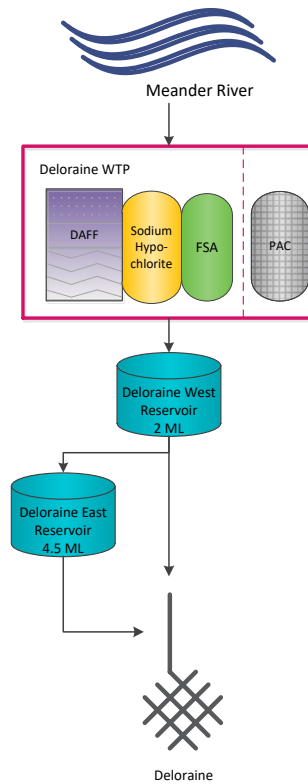 Meander River
Deloraine WTP
DAFF
Sodium
Hypo-
chlorite
FSA
PAC
Deloraine West
Reservoir
2 ML
Deloraine East
Reservoir
4.5 ML
Deloraine